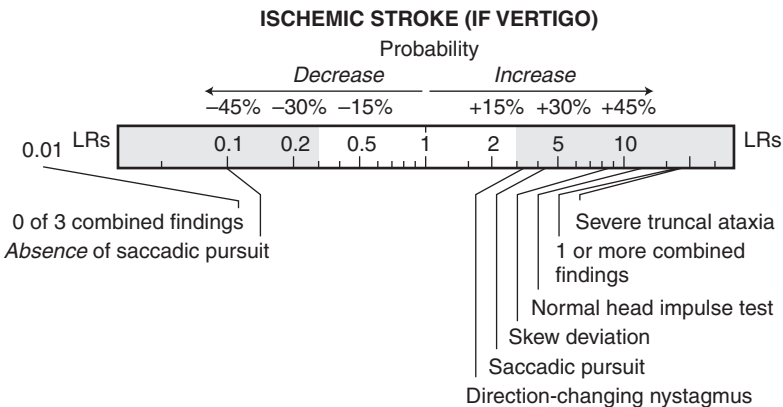 ISCHEMIC STROKE (IF VERTIGO)
Probability
Decrease Increase
–45% –30% –15% +15% +30% +45%
0.01 LRs 0.1 0.2 0.5 1 2 5 10 LRs
0 of 3 combined findings
Absence of saccadic pursuit
Severe truncal ataxia
1 or more combined
findings
Normal head impulse test
Skew deviation
Saccadic pursuit
Direction-changing nystagmus